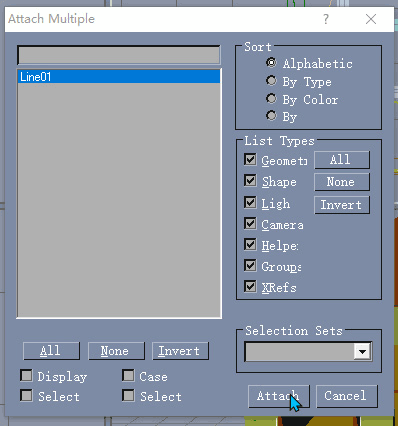 Attach Multiple ?
Line01
Sort
Alphabetic
By Type
By Color
By
List Types
Geomet
Shape
Ligh
Camera
Helpe
Groups
XRefs
All
None
Invert
Selection Sets
All None Invert
Display Case
Select Select
Attach Cancel